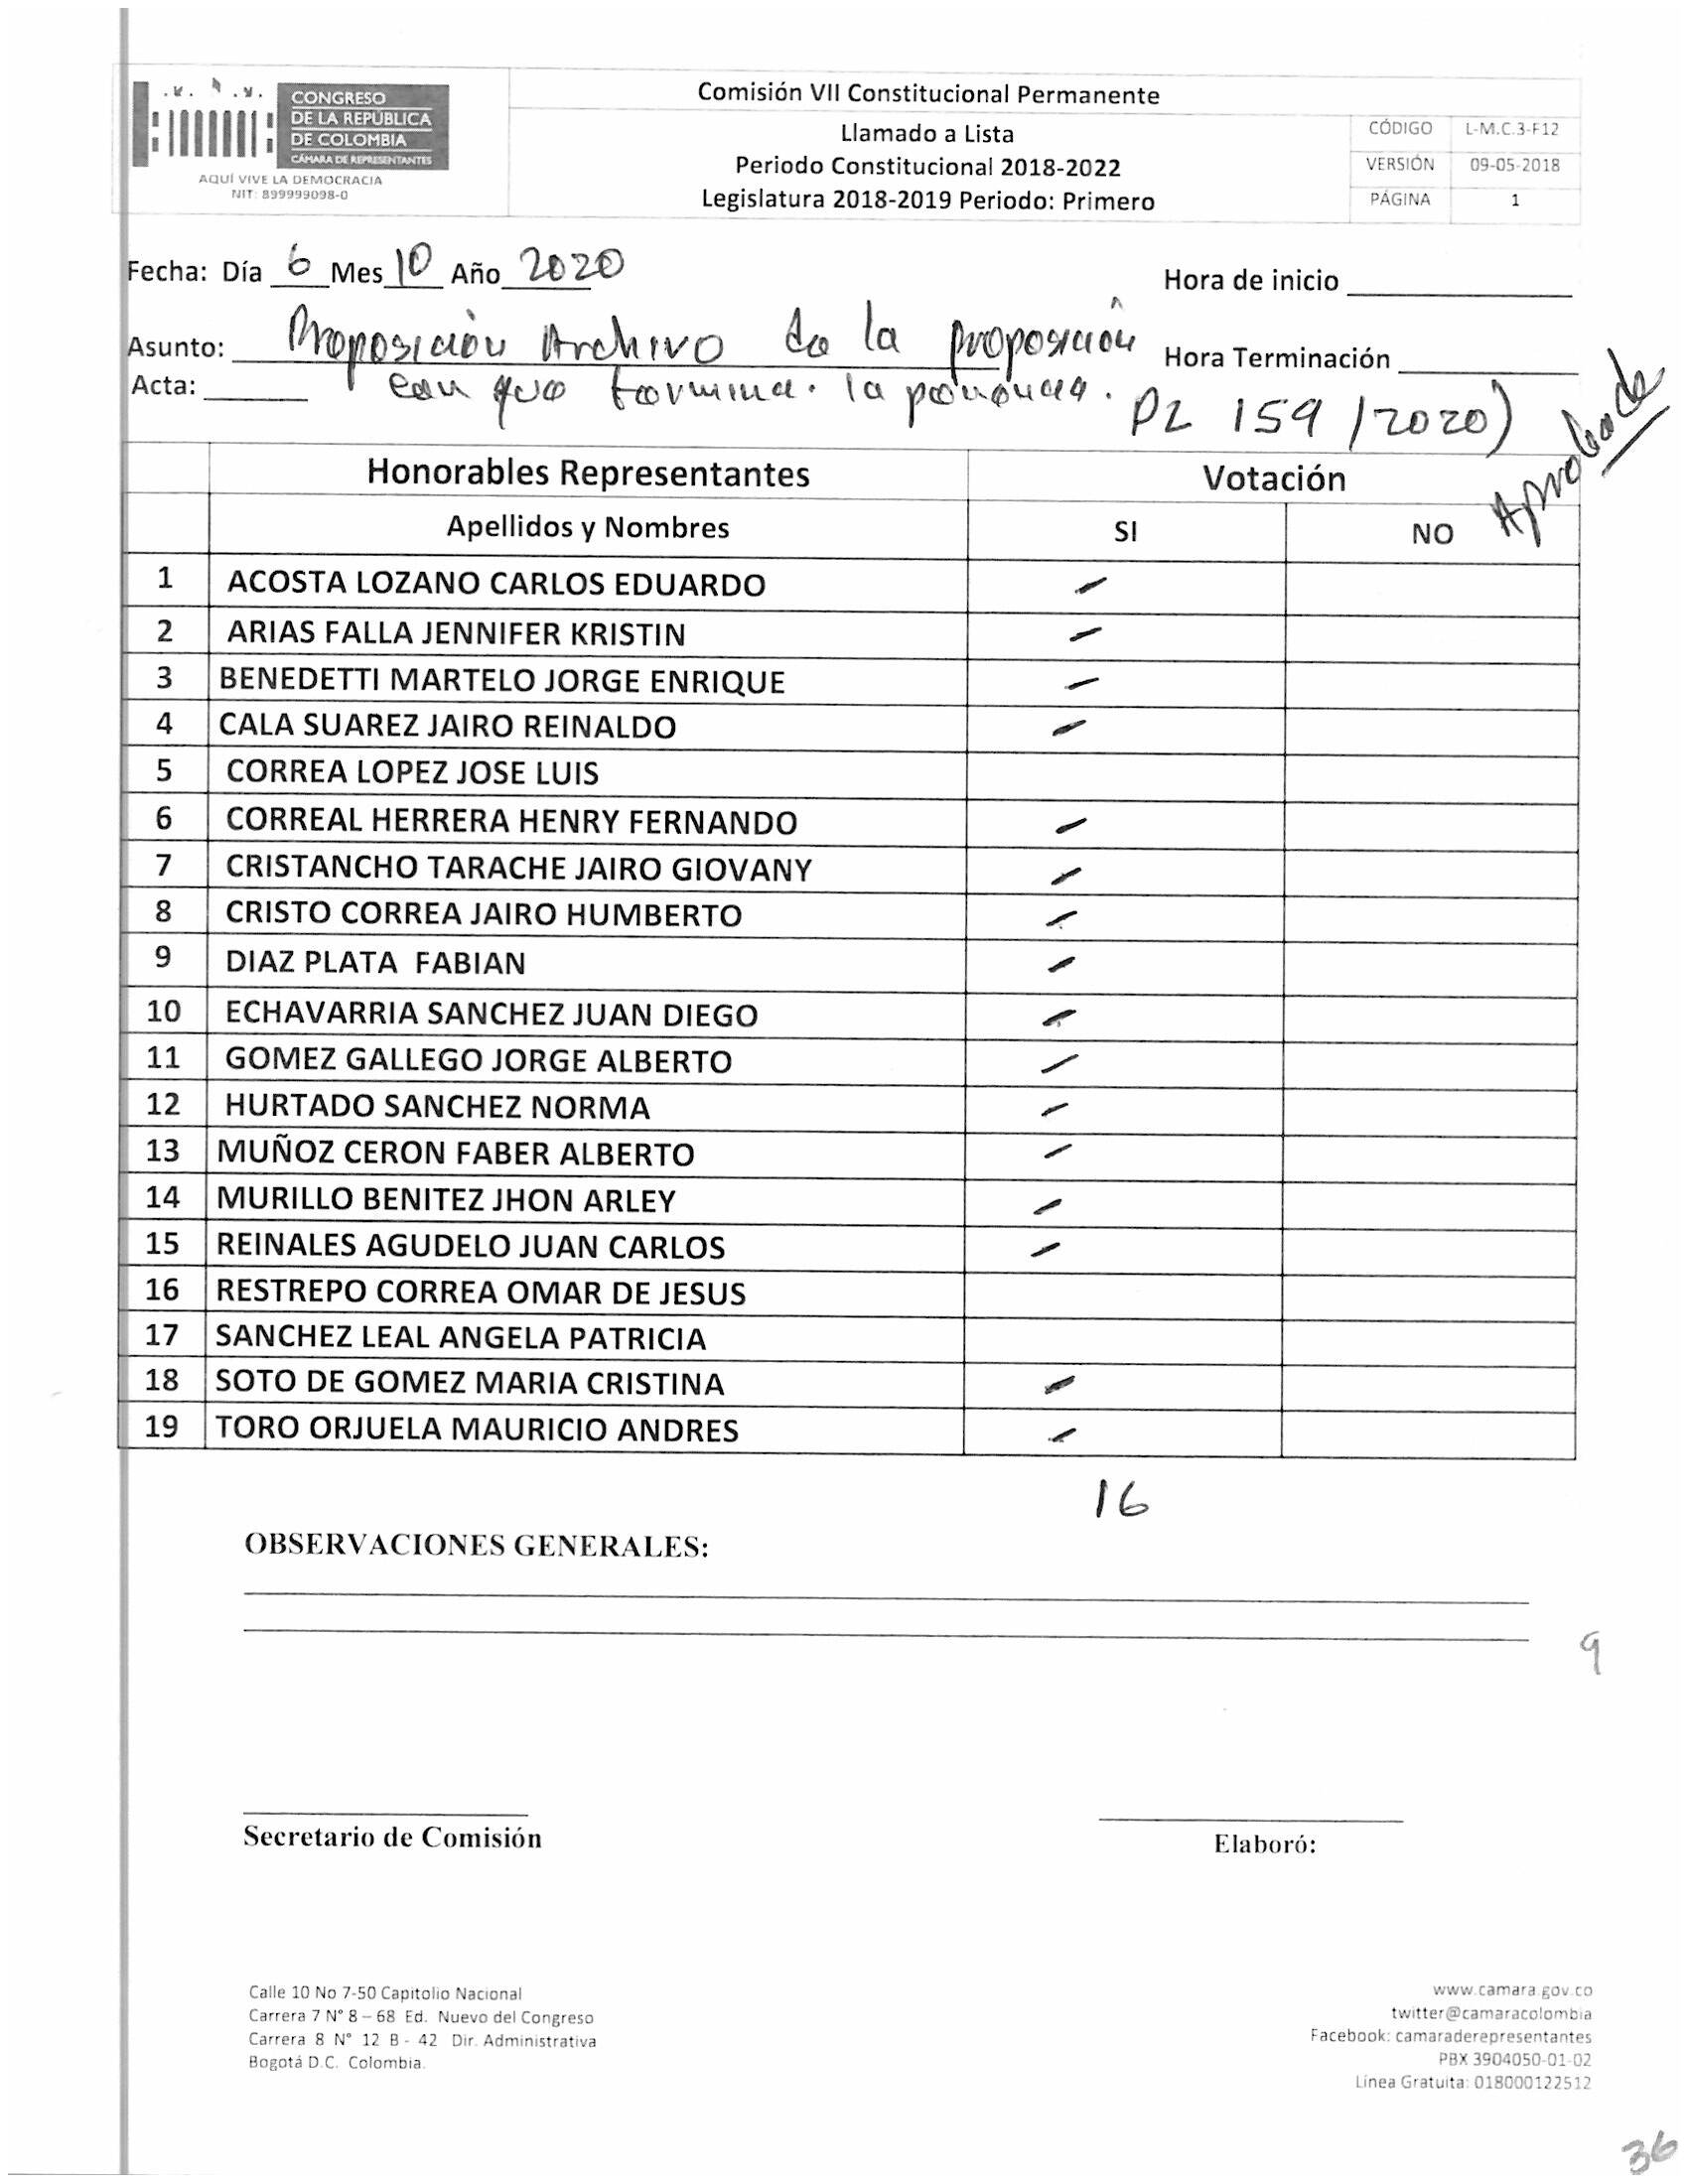 CONGRESO
DE LA REPÚBLICA
DE COLOMBIA
CÁMARA DE REPRESENTANTES
AQUÍ VIVE LA DEMOCRACIA
NIT: 899999098-0
Comisión VII Constitucional Permanente
Llamado a Lista
Periodo Constitucional 2018-2022
Legislatura 2018-2019 Periodo: Primero
CÓDIGO L-M.C.3-F12
VERSIÓN 09-05-2018
PÁGINA 1
Fecha: Día 6 Mes 10 Año 2020
Hora de inicio
Asunto: Proposición Archivo de la proposición
Hora Terminación
Acta: con que termina la ponencia.
PL 159 /2020)
Aprobado
Honorables Representantes Votación
Apellidos y Nombres SI NO
1 ACOSTA LOZANO CARLOS EDUARDO
2 ARIAS FALLA JENNIFER KRISTIN
3 BENEDETTI MARTELO JORGE ENRIQUE
4 CALA SUAREZ JAIRO REINALDO
5 CORREA LOPEZ JOSE LUIS
6 CORREAL HERRERA HENRY FERNANDO
7 CRISTANCHO TARACHE JAIRO GIOVANY
8 CRISTO CORREA JAIRO HUMBERTO
9 DIAZ PLATA FABIAN
10 ECHAVARRIA SANCHEZ JUAN DIEGO
11 GOMEZ GALLEGO JORGE ALBERTO
12 HURTADO SANCHEZ NORMA
13 MUÑOZ CERON FABER ALBERTO
14 MURILLO BENITEZ JHON ARLEY
15 REINALES AGUDELO JUAN CARLOS
16 RESTREPO CORREA OMAR DE JESUS
17 SANCHEZ LEAL ANGELA PATRICIA
18 SOTO DE GOMEZ MARIA CRISTINA
19 TORO ORJUELA MAURICIO ANDRES
16
OBSERVACIONES GENERALES:
9
Secretario de Comisión
Elaboró:
Calle 10 No 7-50 Capitolio Nacional
Carrera 7 N° 8 – 68 Ed. Nuevo del Congreso
Carrera 8 N° 12 B - 42 Dir. Administrativa
Bogotá D.C. Colombia.
www.camara.gov.co
twitter@camaracolombia
Facebook: camaraderepresentantes
PBX 3904050-01-02
Línea Gratuita: 018000122512
36